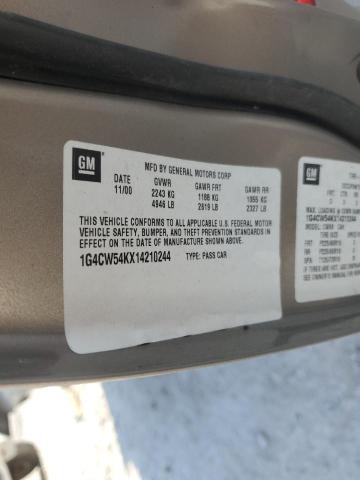 GM
MFD BY GENERAL MOTORS CORP
DATE GVWR GAWR FRT GAWR RR
11/00 2243 KG 1188 KG 1055 KG
4946 LB 2619 LB 2327 LB
THIS VEHICLE CONFORMS TO ALL APPLICABLE U.S. FEDERAL MOTOR
VEHICLE SAFETY, BUMPER, AND THEFT PREVENTION STANDARDS IN
EFFECT ON THE DATE OF MANUFACTURE SHOWN ABOVE.
1G4CW54KX14210244 TYPE: PASS CAR
GM
1G4CW54KX14210244